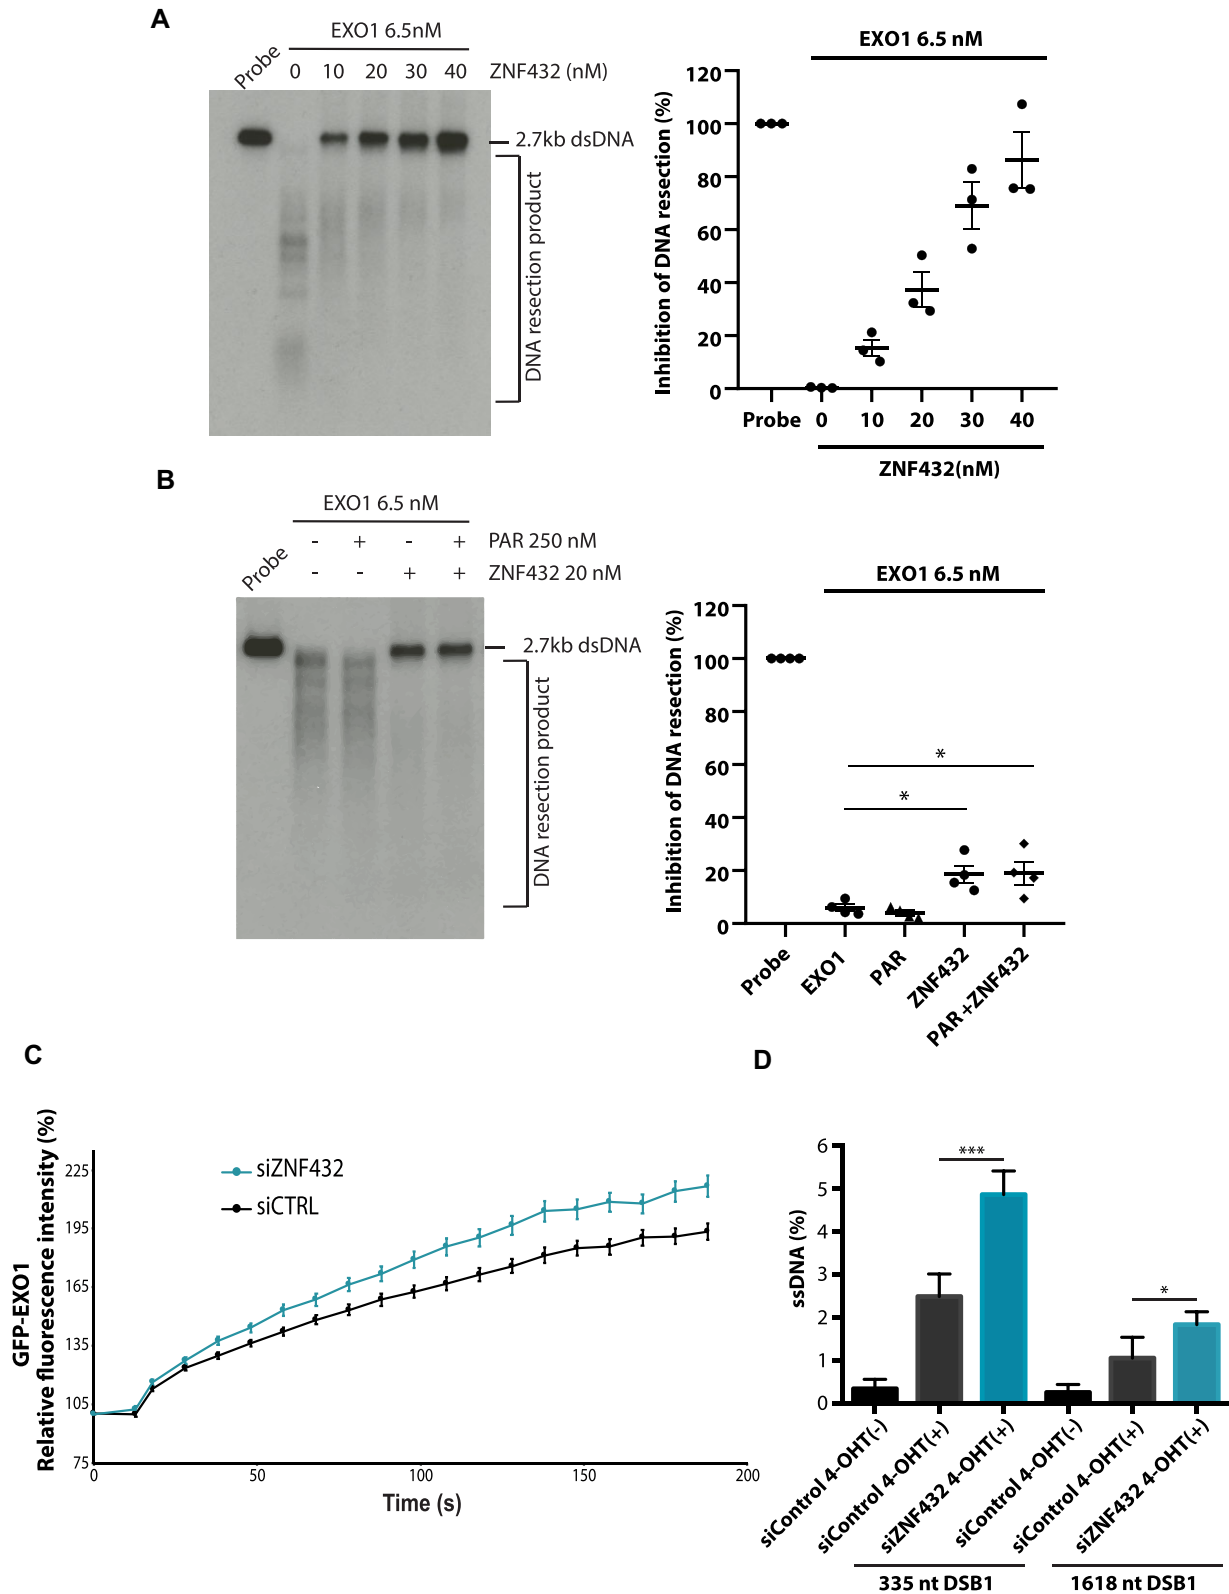 A
EXO1 6.5nM
Probe 0 10 20 30 40 ZNF432 (nM)
2.7kb dsDNA
DNA resection product
EXO1 6.5 nM
Inhibition of DNA resection (%)
120
100
80
60
40
20
0
Probe 0 10 20 30 40
ZNF432(nM)
B
EXO1 6.5 nM
Probe
- + - + PAR 250 nM
- - + + ZNF432 20 nM
2.7kb dsDNA
DNA resection product
EXO1 6.5 nM
Inhibition of DNA resection (%)
120
100
80
60
40
20
0
*
*
Probe
EXO1
PAR
ZNF432
PAR+ZNF432
C
GFP-EXO1
Relative fluorescence intensity (%)
225
195
165
135
105
75
siZNF432
siCTRL
0 50 100 150 200
Time (s)
D
ssDNA (%)
6
5
4
3
2
1
0
***
*
siControl 4-OHT(-)
siControl 4-OHT(+)
siZNF432 4-OHT(+)
siControl 4-OHT(-)
siControl 4-OHT(+)
siZNF432 4-OHT(+)
335 nt DSB1
1618 nt DSB1